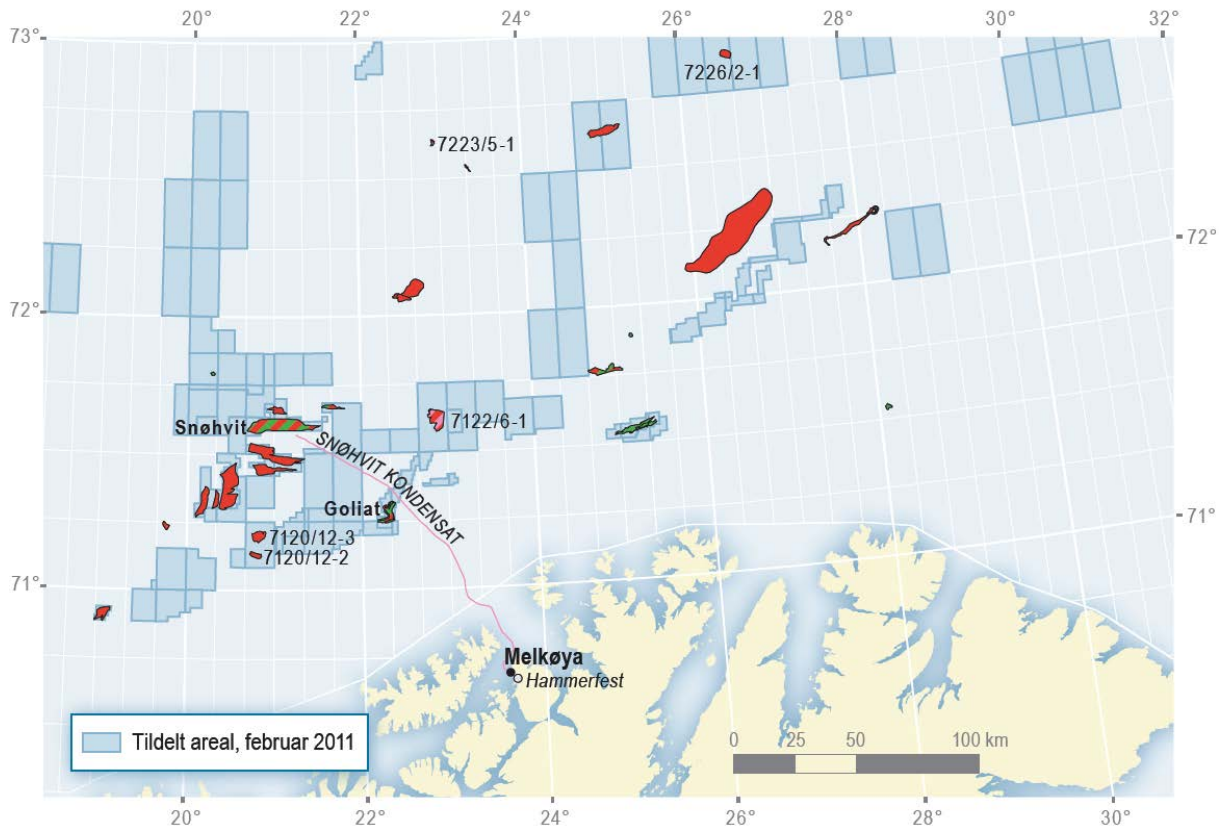 20° 22° 24° 26° 28° 30° 32°
73°
7226/2-1
7223/5-1
72°
72°
Snøhvit
7122/6-1
SNØHVIT KONDENSAT
Goliat
71°
7120/12-3
7120/12-2
71°
Melkøya
Hammerfest
Tildelt areal, februar 2011
0 25 50 100 km
20° 22° 24° 26° 28° 30°